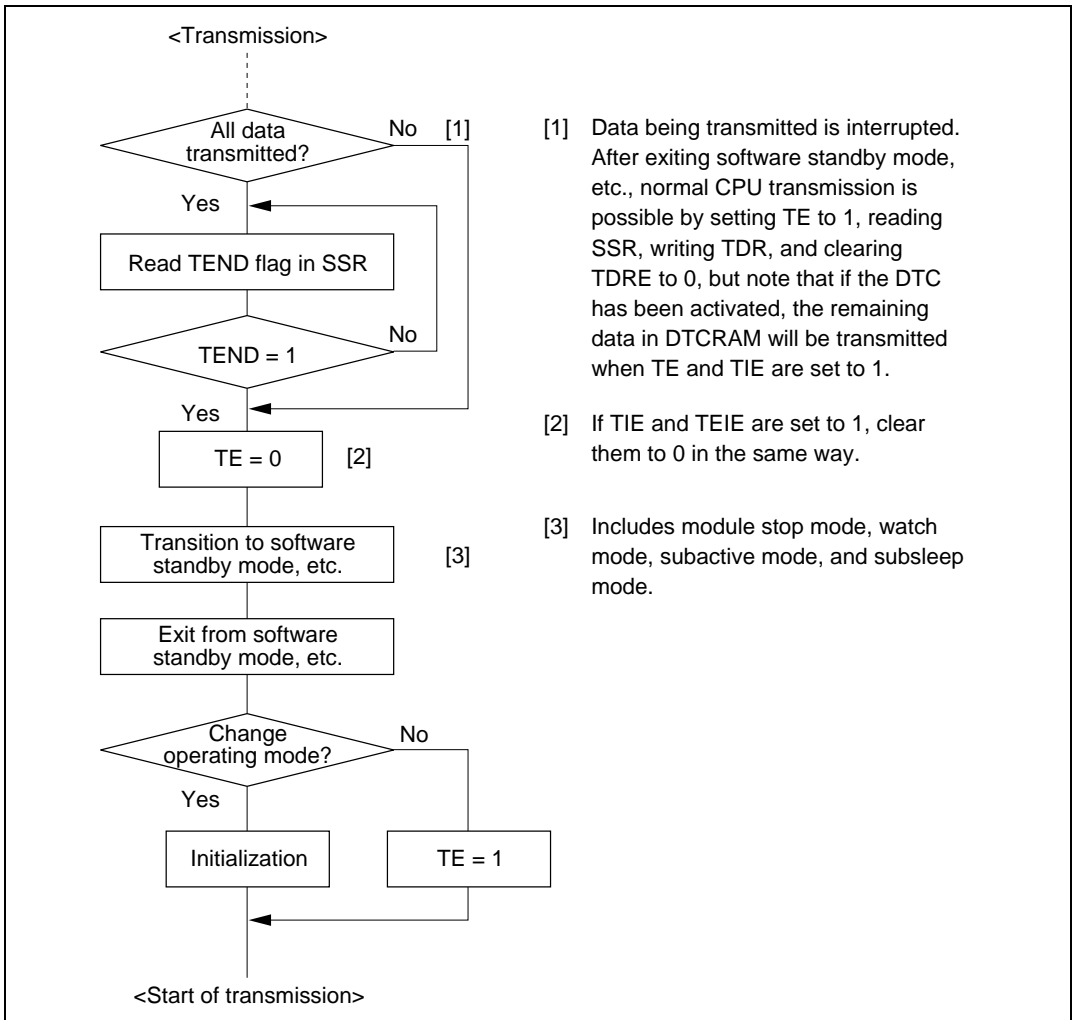 <Transmission>
All data
transmitted?
No
[1]
Yes
Read TEND flag in SSR
TEND = 1
No
Yes
TE = 0
[2]
Transition to software
standby mode, etc.
[3]
Exit from software
standby mode, etc.
Change
operating mode?
No
Yes
Initialization
TE = 1
<Start of transmission>
[1] Data being transmitted is interrupted.
After exiting software standby mode,
etc., normal CPU transmission is
possible by setting TE to 1, reading
SSR, writing TDR, and clearing
TDRE to 0, but note that if the DTC
has been activated, the remaining
data in DTCRAM will be transmitted
when TE and TIE are set to 1.
[2] If TIE and TEIE are set to 1, clear
them to 0 in the same way.
[3] Includes module stop mode, watch
mode, subactive mode, and subsleep
mode.